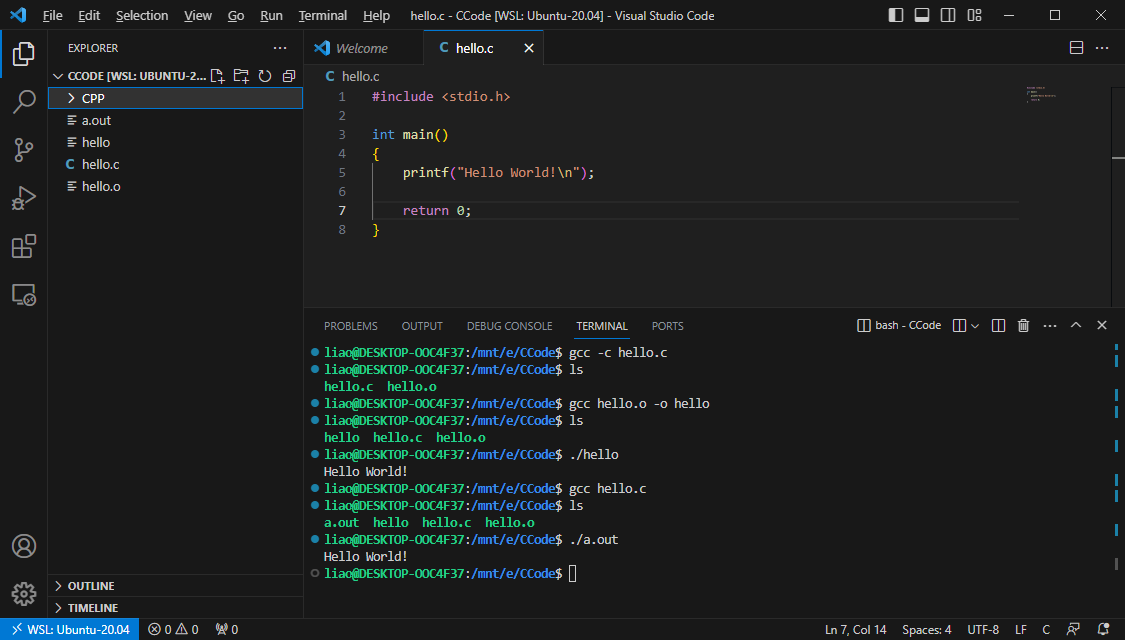 File Edit Selection View Go Run Terminal Help hello.c - CCode [WSL: Ubuntu-20.04] - Visual Studio Code
EXPLORER
CCODE [WSL: UBUNTU-2...
CPP
a.out
hello
C hello.c
hello.o
OUTLINE
TIMELINE
Welcome
C hello.c
C hello.c
1 #include <stdio.h>
2
3 int main()
4 {
5 printf("Hello World!\n");
6
7 return 0;
8 }
PROBLEMS OUTPUT DEBUG CONSOLE TERMINAL PORTS
bash - CCode
liao@DESKTOP-OOC4F37:/mnt/e/CCode$ gcc -c hello.c
liao@DESKTOP-OOC4F37:/mnt/e/CCode$ ls
hello.c hello.o
liao@DESKTOP-OOC4F37:/mnt/e/CCode$ gcc hello.o -o hello
liao@DESKTOP-OOC4F37:/mnt/e/CCode$ ls
hello hello.c hello.o
liao@DESKTOP-OOC4F37:/mnt/e/CCode$ ./hello
Hello World!
liao@DESKTOP-OOC4F37:/mnt/e/CCode$ gcc hello.c
liao@DESKTOP-OOC4F37:/mnt/e/CCode$ ls
a.out hello hello.c hello.o
liao@DESKTOP-OOC4F37:/mnt/e/CCode$ ./a.out
Hello World!
liao@DESKTOP-OOC4F37:/mnt/e/CCode$
WSL: Ubuntu-20.04 0 0 0 Ln 7, Col 14 Spaces: 4 UTF-8 LF C